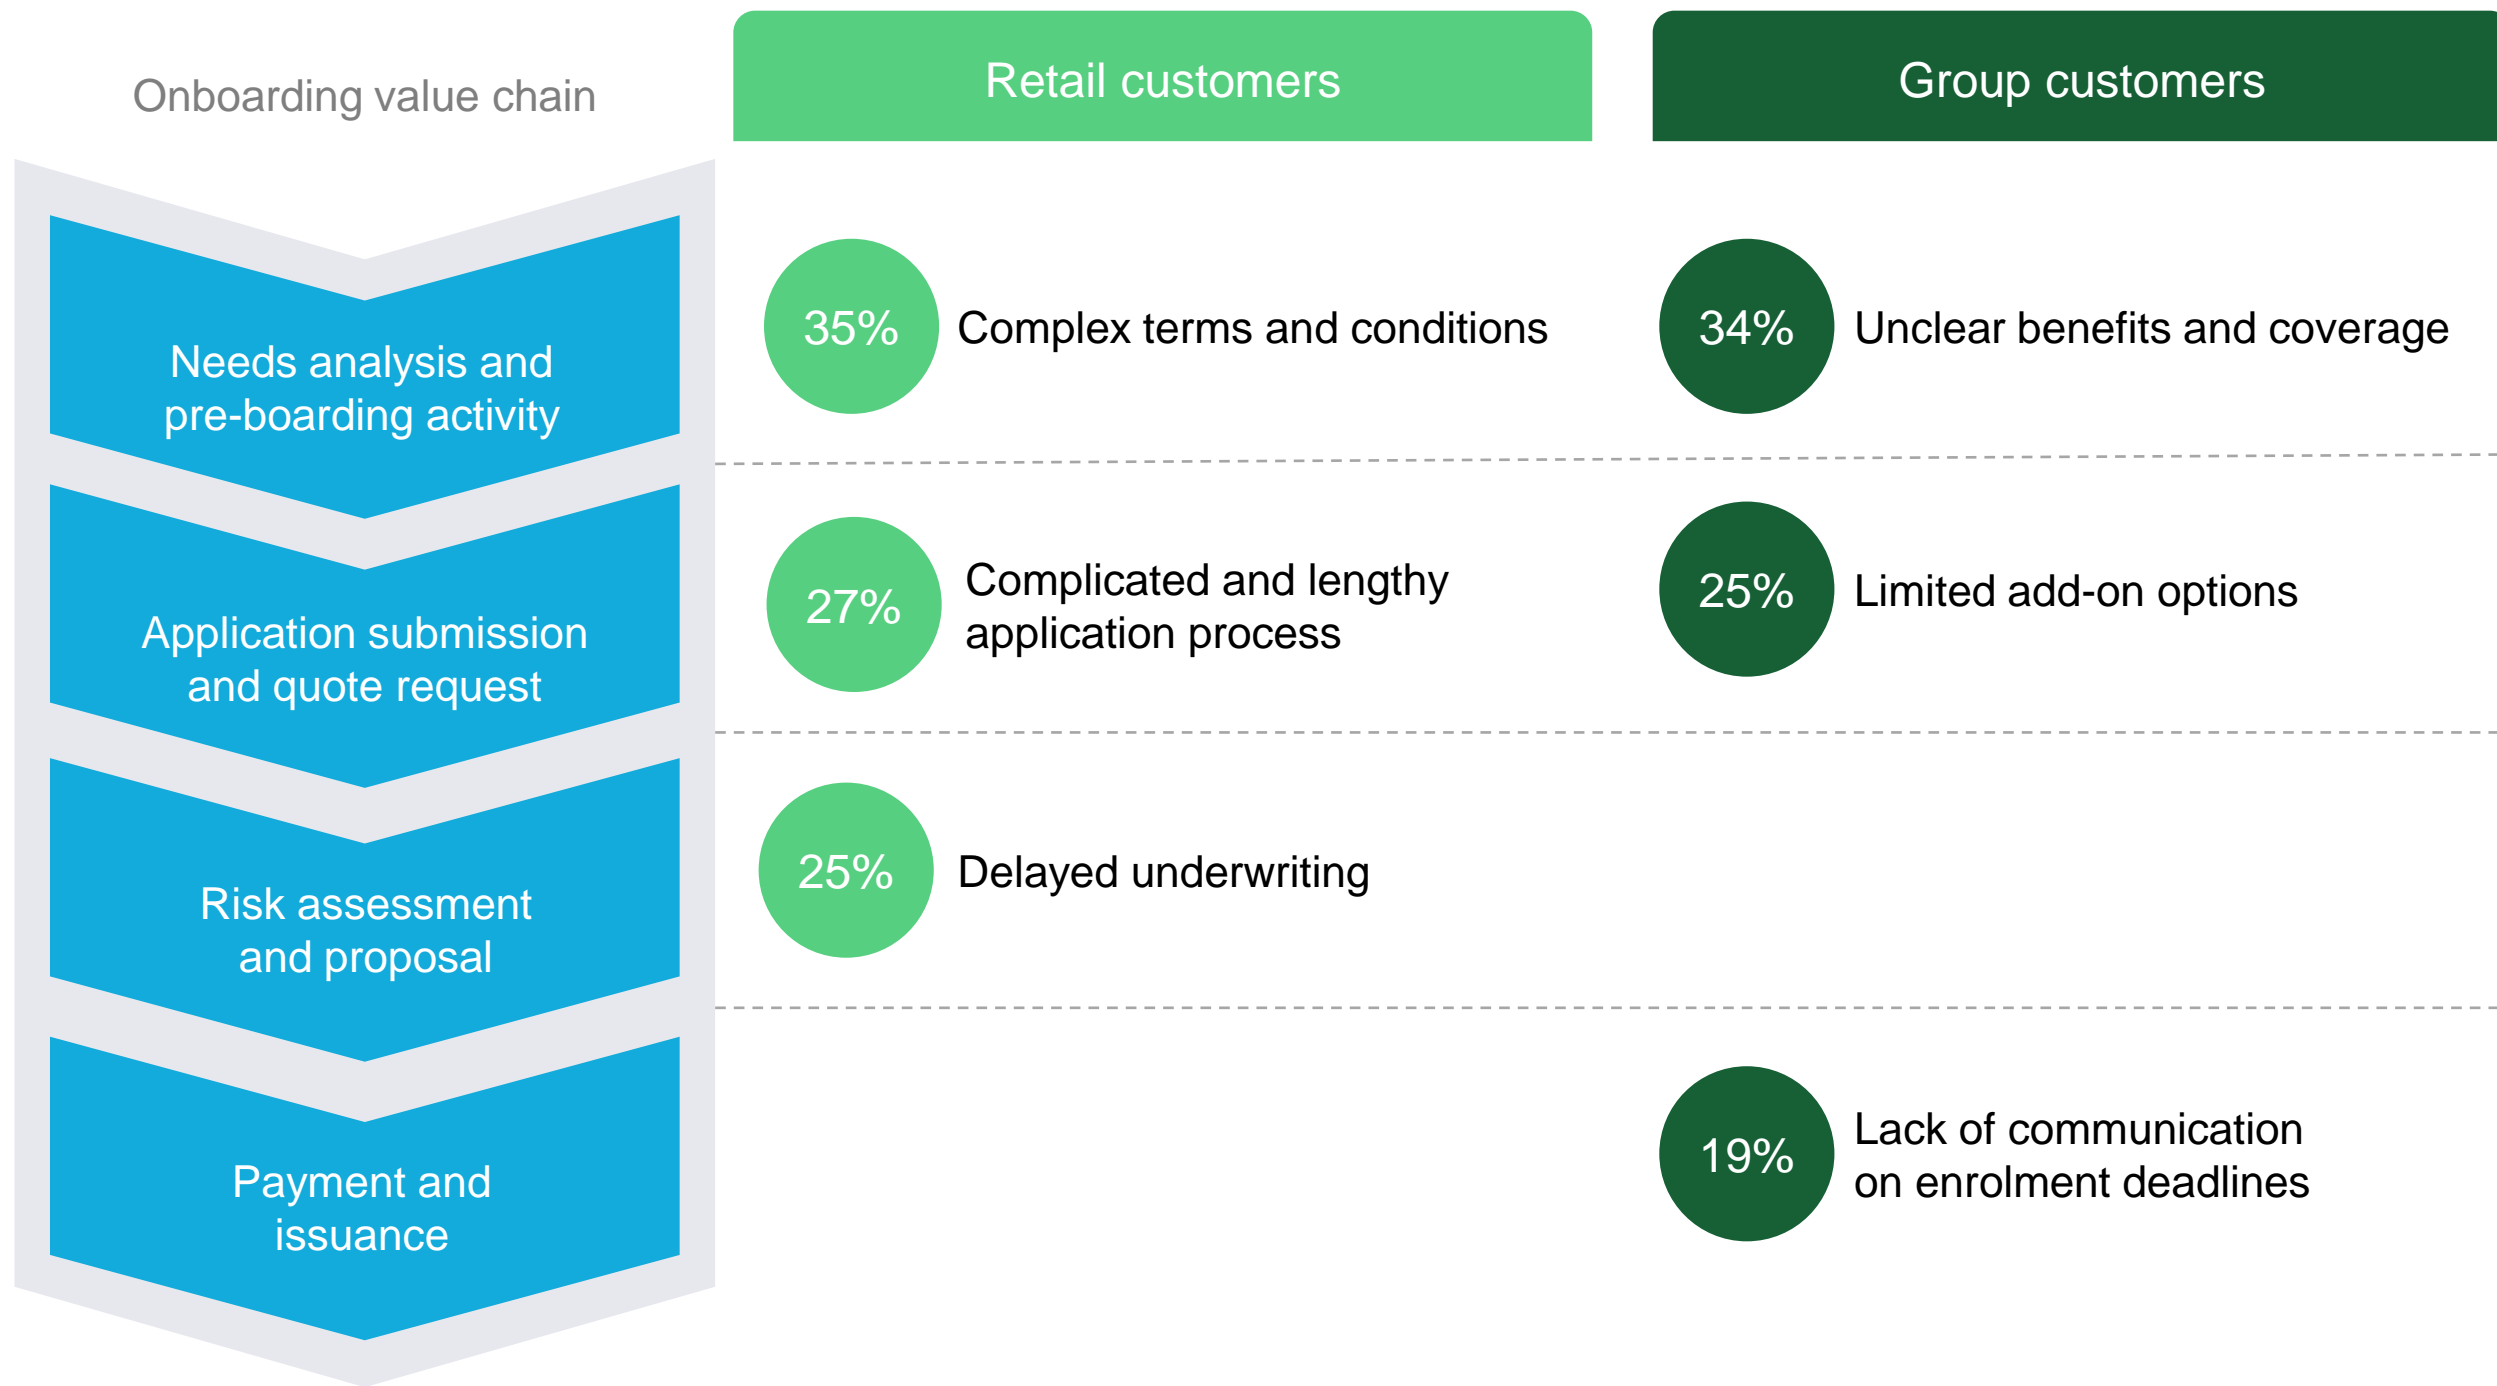 Onboarding value chain
Retail customers
Group customers
Needs analysis and
pre-boarding activity
35%
Complex terms and conditions
34%
Unclear benefits and coverage
Application submission
and quote request
27%
Complicated and lengthy
application process
25%
Limited add-on options
Risk assessment
and proposal
25%
Delayed underwriting
Payment and
issuance
19%
Lack of communication
on enrolment deadlines